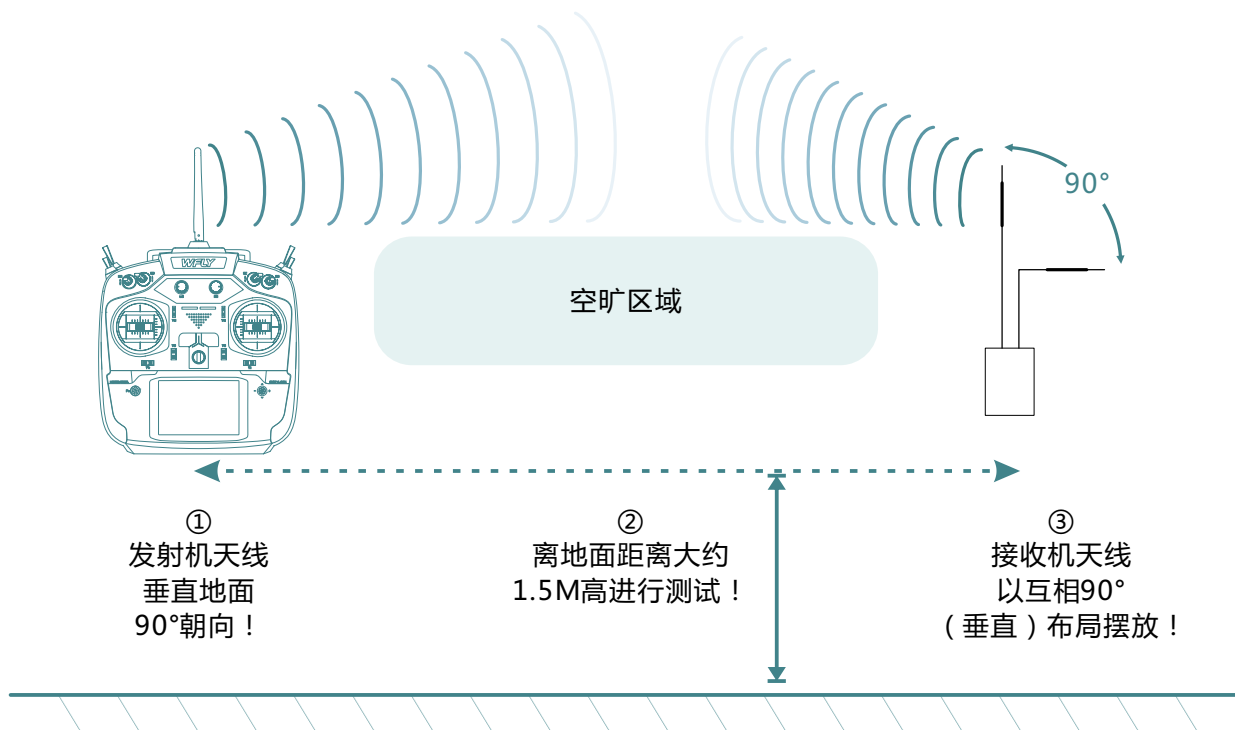 WFLY
90°
空旷区域
①
发射机天线
垂直地面
90°朝向！
②
离地面距离大约
1.5M高进行测试！
③
接收机天线
以互相90°
（垂直）布局摆放！